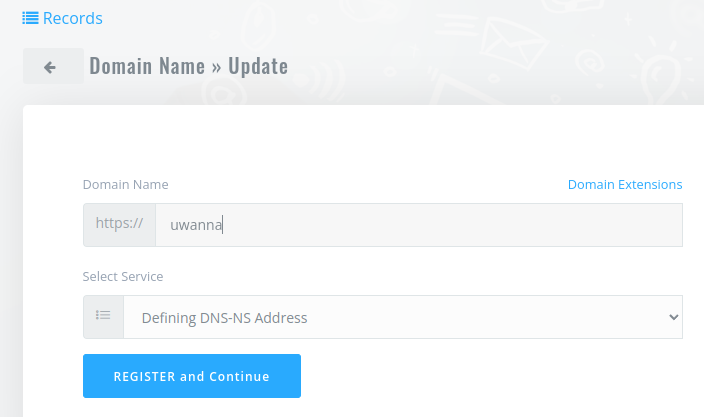 Records
Domain Name » Update
Domain Name
Domain Extensions
https://
uwanna
Select Service
Defining DNS-NS Address
REGISTER and Continue